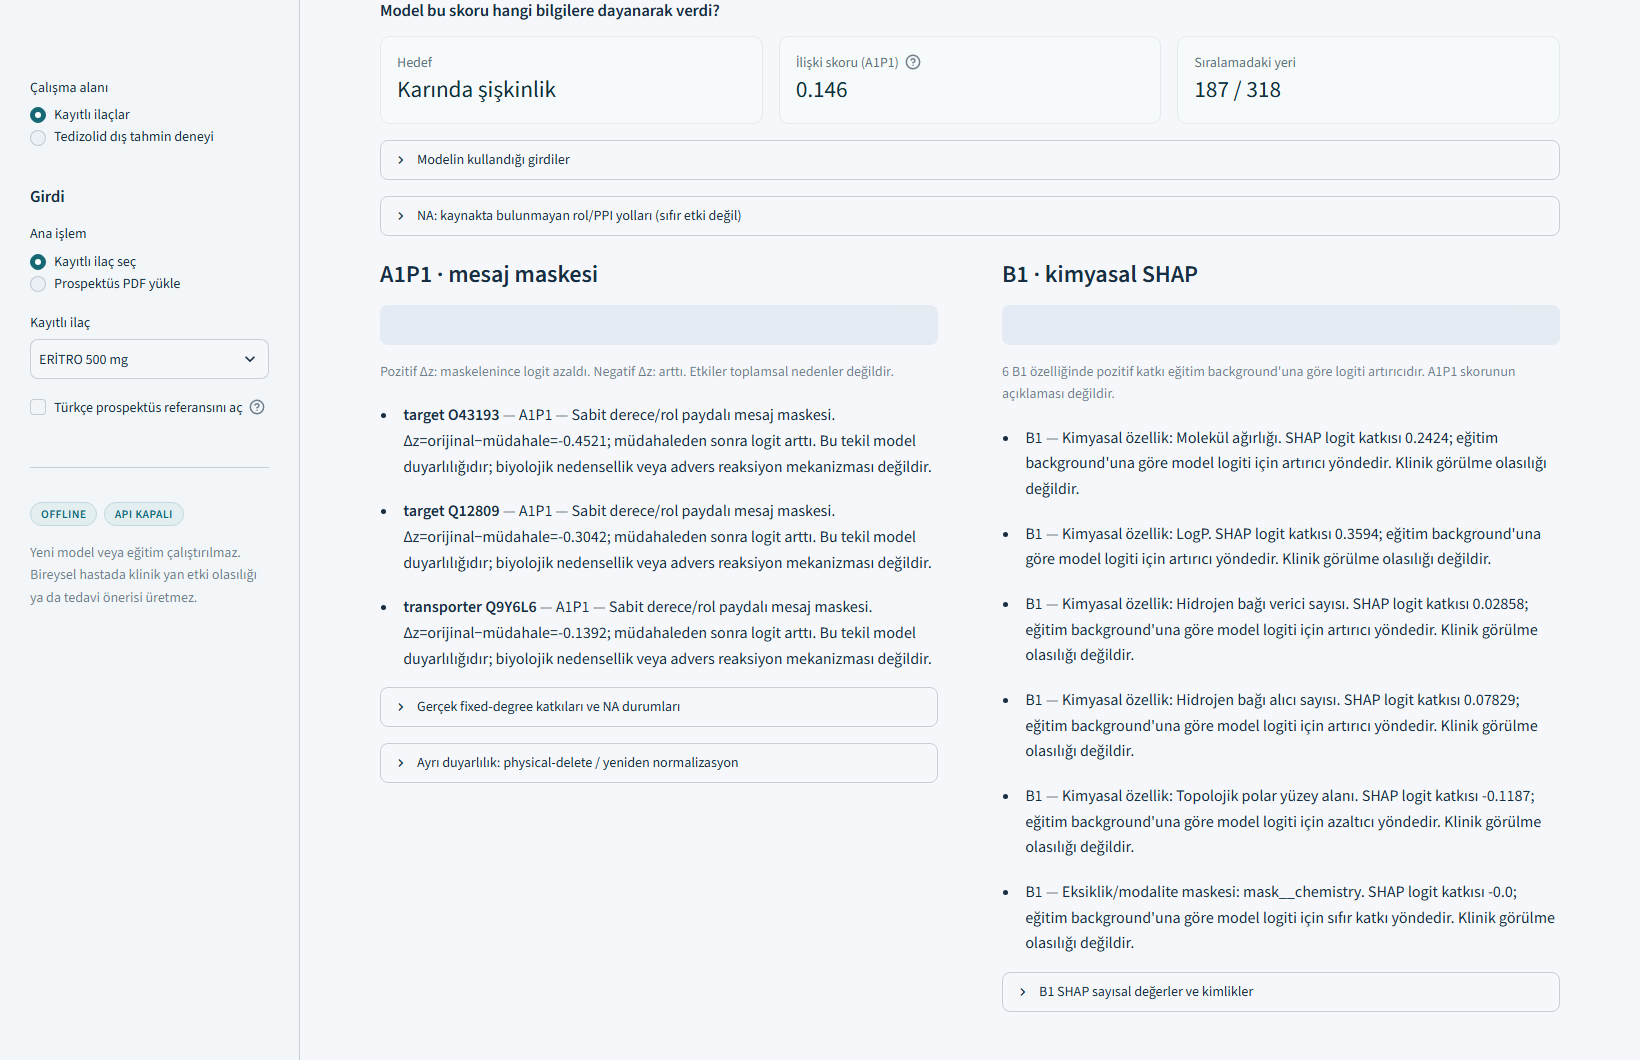 Çalışma alanı
Kayıtlı ilaçlar
Tedizolid dış tahmin deneyi
Girdi
Ana işlem
Kayıtlı ilaç seç
Prospektüs PDF yükle
Kayıtlı ilaç
ERİTRO 500 mg
Türkçe prospektüs referansını aç
OFFLINE
API KAPALI
Yeni model veya eğitim çalıştırılmaz.
Bireysel hastada klinik yan etki olasılığı
ya da tedavi önerisi üretmez.
Model bu skoru hangi bilgilere dayanarak verdi?
Hedef
Karında şişkinlik
İlişki skoru (A1P1)
0.146
Sıralamadaki yeri
187 / 318
Modelin kullandığı girdiler
NA: kaynakta bulunmayan rol/PPI yolları (sıfır etki değil)
A1P1 · mesaj maskesi
Pozitif Δz: maskelenince logit azaldı. Negatif Δz: arttı. Etkiler toplamsal nedenler değildir.
• target O43193 — A1P1 — Sabit derece/rol paydalı mesaj maskesi.
Δz=orijinal−müdahale=-0.4521; müdahaleden sonra logit arttı. Bu tekil model
duyarlılığıdır; biyolojik nedensellik veya advers reaksiyon mekanizması değildir.
• target Q12809 — A1P1 — Sabit derece/rol paydalı mesaj maskesi.
Δz=orijinal−müdahale=-0.3042; müdahaleden sonra logit arttı. Bu tekil model
duyarlılığıdır; biyolojik nedensellik veya advers reaksiyon mekanizması değildir.
• transporter Q9Y6L6 — A1P1 — Sabit derece/rol paydalı mesaj maskesi.
Δz=orijinal−müdahale=-0.1392; müdahaleden sonra logit arttı. Bu tekil model
duyarlılığıdır; biyolojik nedensellik veya advers reaksiyon mekanizması değildir.
Gerçek fixed-degree katkıları ve NA durumları
Ayrı duyarlılık: physical-delete / yeniden normalizasyon
B1 · kimyasal SHAP
6 B1 özelliğinde pozitif katkı eğitim background'una göre logiti artırıcıdır. A1P1 skorunun
açıklaması değildir.
• B1 — Kimyasal özellik: Molekül ağırlığı. SHAP logit katkısı 0.2424; eğitim
background'una göre model logiti için artırıcı yöndedir. Klinik görülme olasılığı
değildir.
• B1 — Kimyasal özellik: LogP. SHAP logit katkısı 0.3594; eğitim background'una
göre model logiti için artırıcı yöndedir. Klinik görülme olasılığı değildir.
• B1 — Kimyasal özellik: Hidrojen bağı verici sayısı. SHAP logit katkısı 0.02858;
eğitim background'una göre model logiti için artırıcı yöndedir. Klinik görülme
olasılığı değildir.
• B1 — Kimyasal özellik: Hidrojen bağı alıcı sayısı. SHAP logit katkısı 0.07829;
eğitim background'una göre model logiti için artırıcı yöndedir. Klinik görülme
olasılığı değildir.
• B1 — Kimyasal özellik: Topolojik polar yüzey alanı. SHAP logit katkısı -0.1187;
eğitim background'una göre model logiti için azaltıcı yöndedir. Klinik görülme
olasılığı değildir.
• B1 — Eksiklik/modalite maskesi: mask__chemistry. SHAP logit katkısı -0.0;
eğitim background'una göre model logiti için sıfır katkı yöndedir. Klinik görülme
olasılığı değildir.
B1 SHAP sayısal değerler ve kimlikler